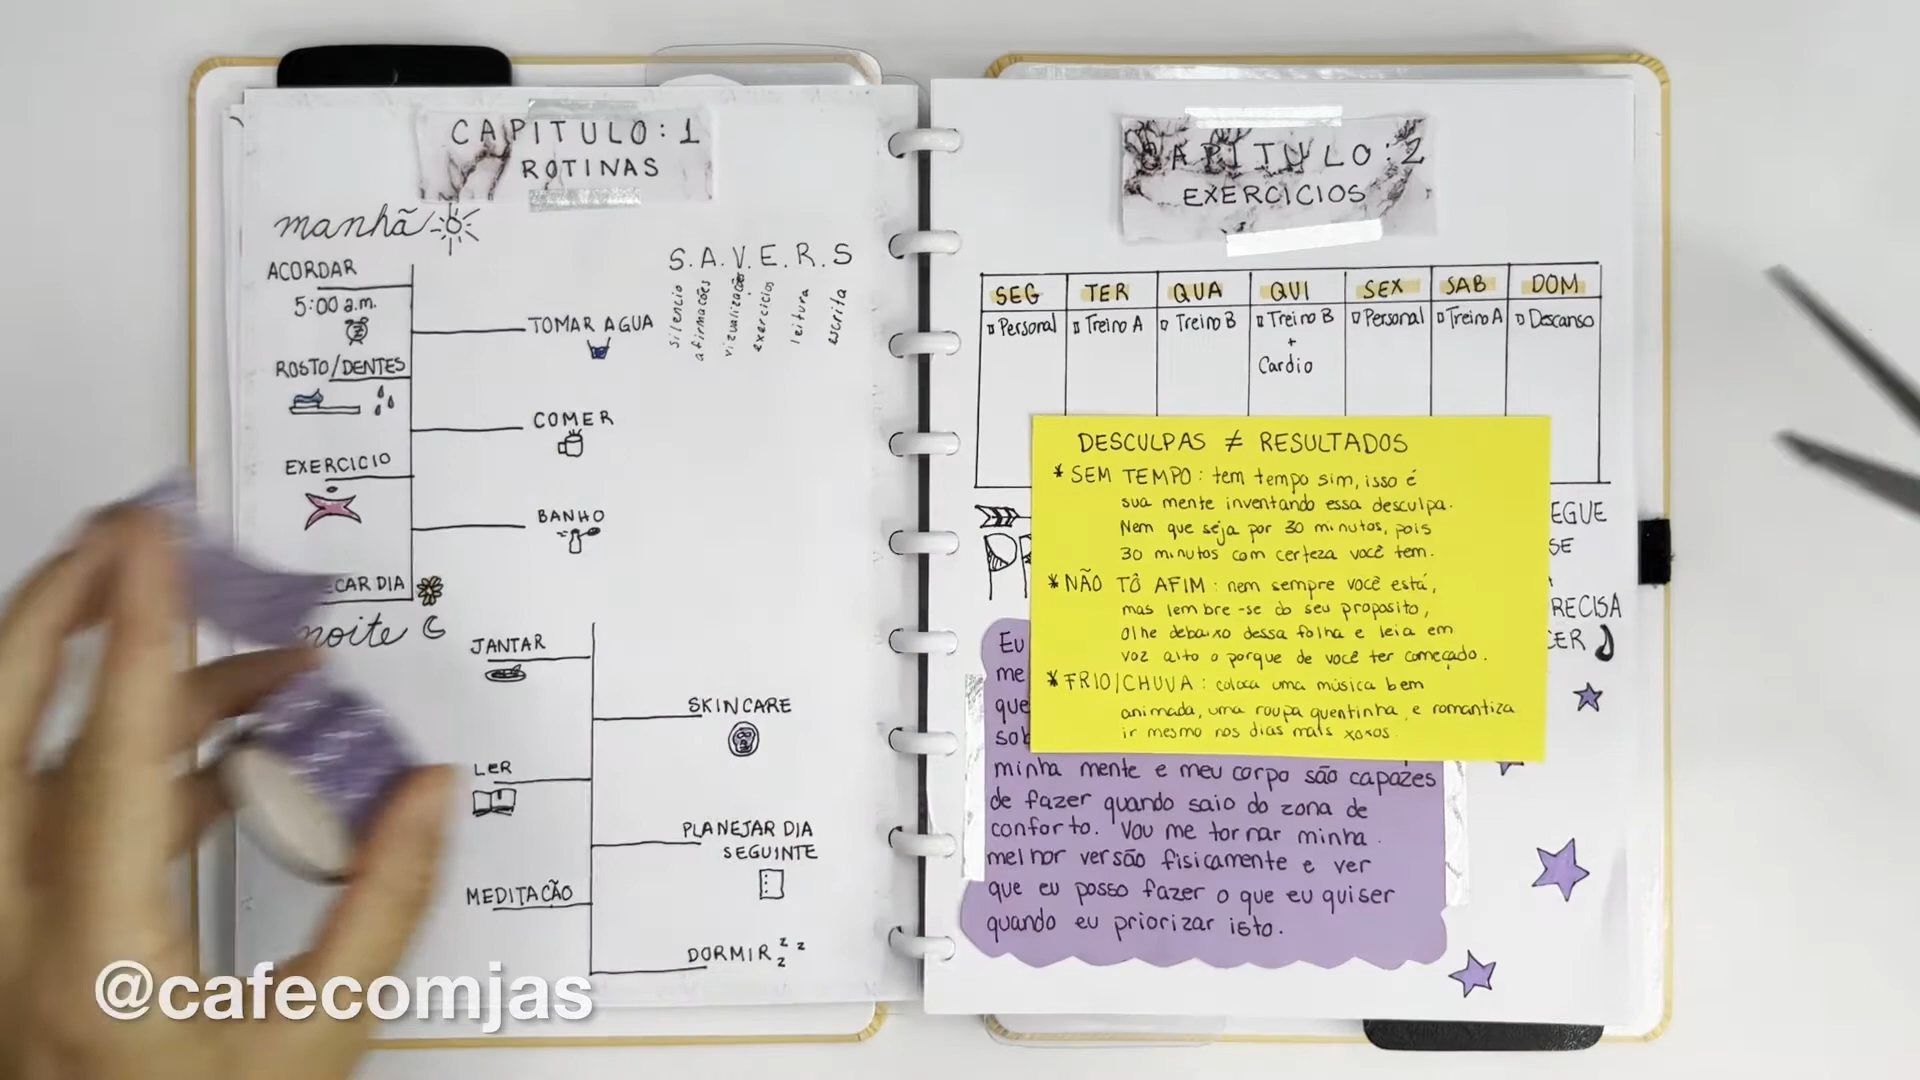 CAPITULO: 1
ROTINAS
manhã
ACORDAR
5:00 a.m.
ROSTO/DENTES
EXERCICIO
ECAR DIA
TOMAR AGUA
COMER
BANHO
S.A.V.E.R.S
silencio
afirmações
vizualização
exercicios
leitura
escrita
noite
JANTAR
LER
MEDITACÃO
SKINCARE
PLANEJAR DIA
SEGUINTE
DORMIR z z z
CAPITULO: 2
EXERCICIOS
SEG TER QUA QUI SEX SAB DOM
Personal Treino A Treino B Treino B Personal Treino A Descanso
+
Cardio
DESCULPAS ≠ RESULTADOS
* SEM TEMPO: tem tempo sim, isso é
sua mente inventando essa desculpa.
Nem que seja por 30 minutos, pois
30 minutos com certeza você tem.
* NÃO TÔ AFIM: nem sempre você está,
mas lembre-se do seu proposito,
olhe debaixo dessa folha e leia em
voz alto o porque de você ter começado.
* FRIO/CHUVA: coloca uma música bem
animada, uma roupa quentinha, e romantiza
ir mesmo nos dias mais xoxos.
EGUE
SE
RECISA
CER
Eu
me
que
sob
minha mente e meu corpo são capazes
de fazer quando saio do zona de
conforto. Vou me tornar minha
melhor versão fisicamente e ver
que eu posso fazer o que eu quiser
quando eu priorizar isto.
@cafecomjas